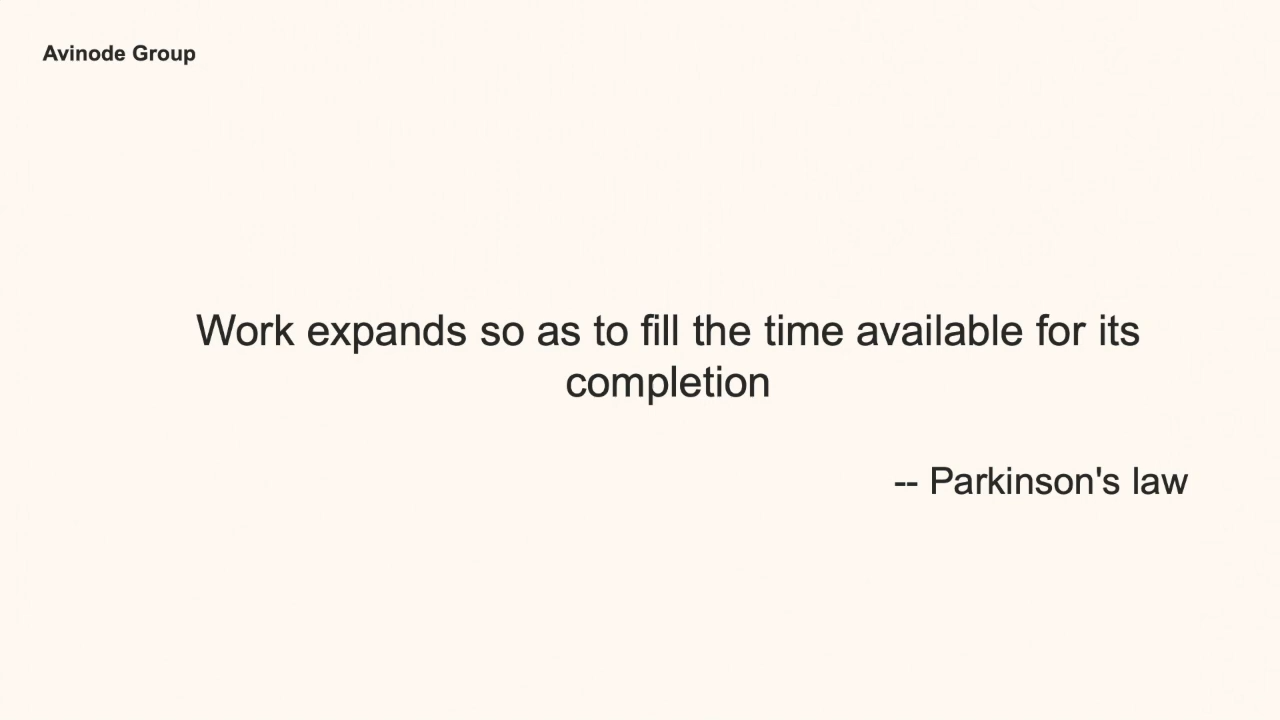 Avinode Group
Work expands so as to fill the time available for its
completion
-- Parkinson's law